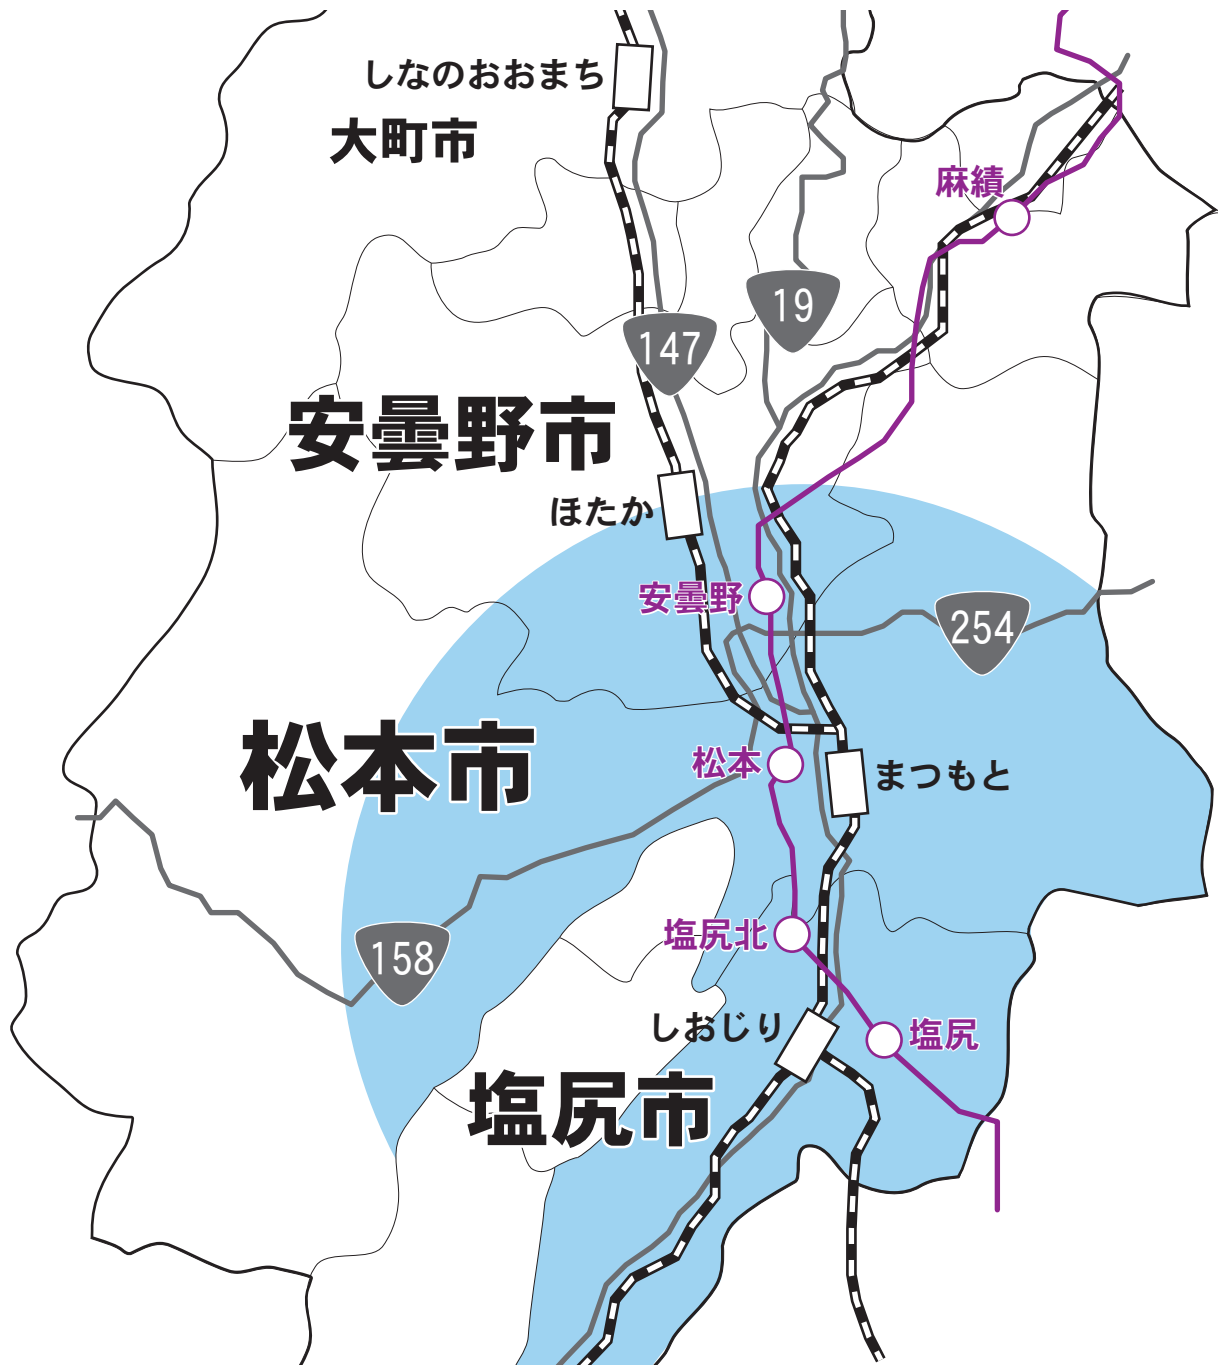 しなのおおまち
大町市
麻績
19
147
安曇野市
ほたか
安曇野
254
松本市
松本
まつもと
塩尻北
158
しおじり
塩尻
塩尻市